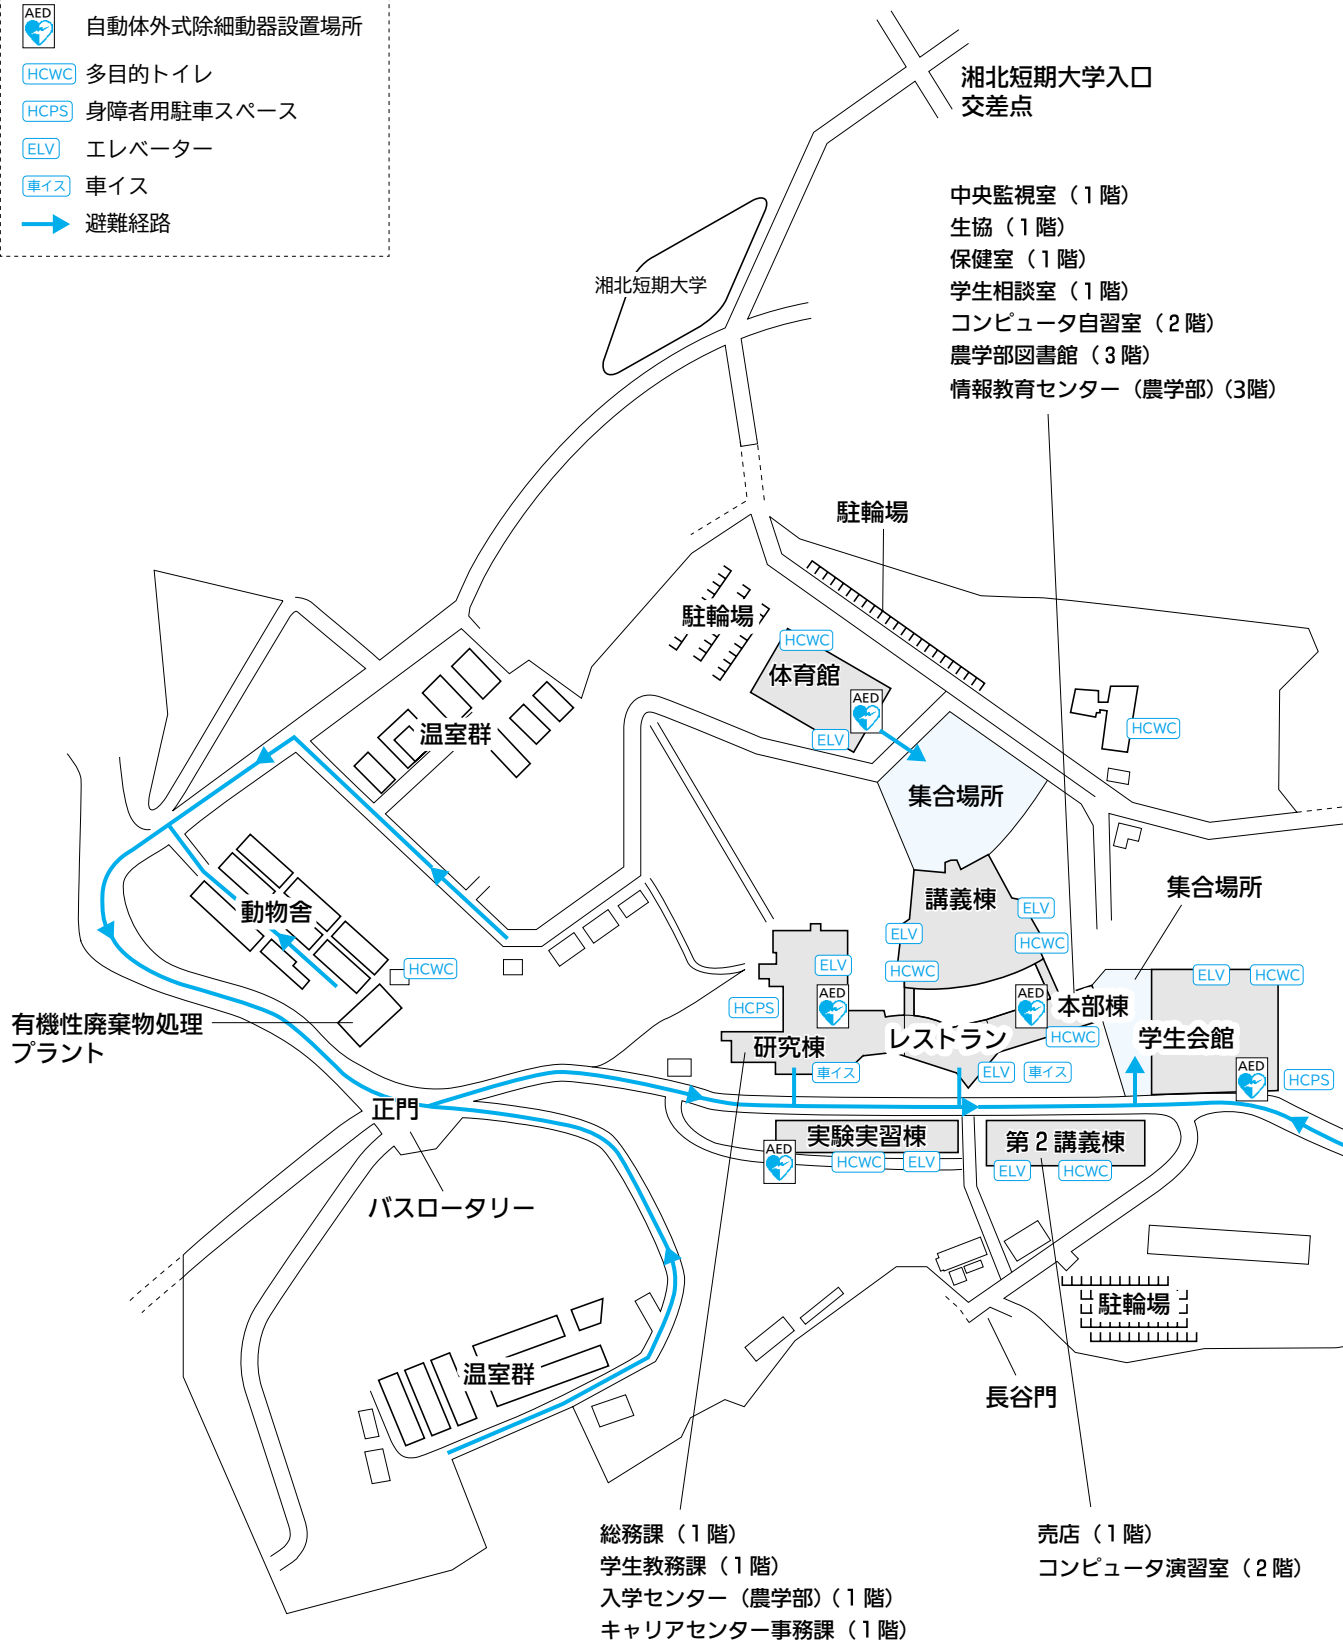 AED
自動体外式除細動器設置場所
HCWC 多目的トイレ
HCPS 身障者用駐車スペース
ELV エレベーター
車イス 車イス
避難経路
湘北短期大学入口
交差点
中央監視室（1階）
生協（1階）
保健室（1階）
学生相談室（1階）
コンピュータ自習室（2階）
農学部図書館（3階）
情報教育センター（農学部）（3階）
湘北短期大学
駐輪場
駐輪場
HCWC
体育館
AED
ELV
HCWC
温室群
集合場所
集合場所
講義棟
ELV
ELV
HCWC
HCWC
動物舎
HCWC
ELV
AED
HCPS
AED
本部棟
HCWC
ELV
HCWC
有機性廃棄物処理
プラント
研究棟
車イス
レストラン
ELV
車イス
学生会館
AED
HCPS
正門
実験実習棟
AED
HCWC
ELV
第2講義棟
ELV
HCWC
バスロータリー
駐輪場
温室群
長谷門
総務課（1階）
学生教務課（1階）
入学センター（農学部）（1階）
キャリアセンター事務課（1階）
売店（1階）
コンピュータ演習室（2階）